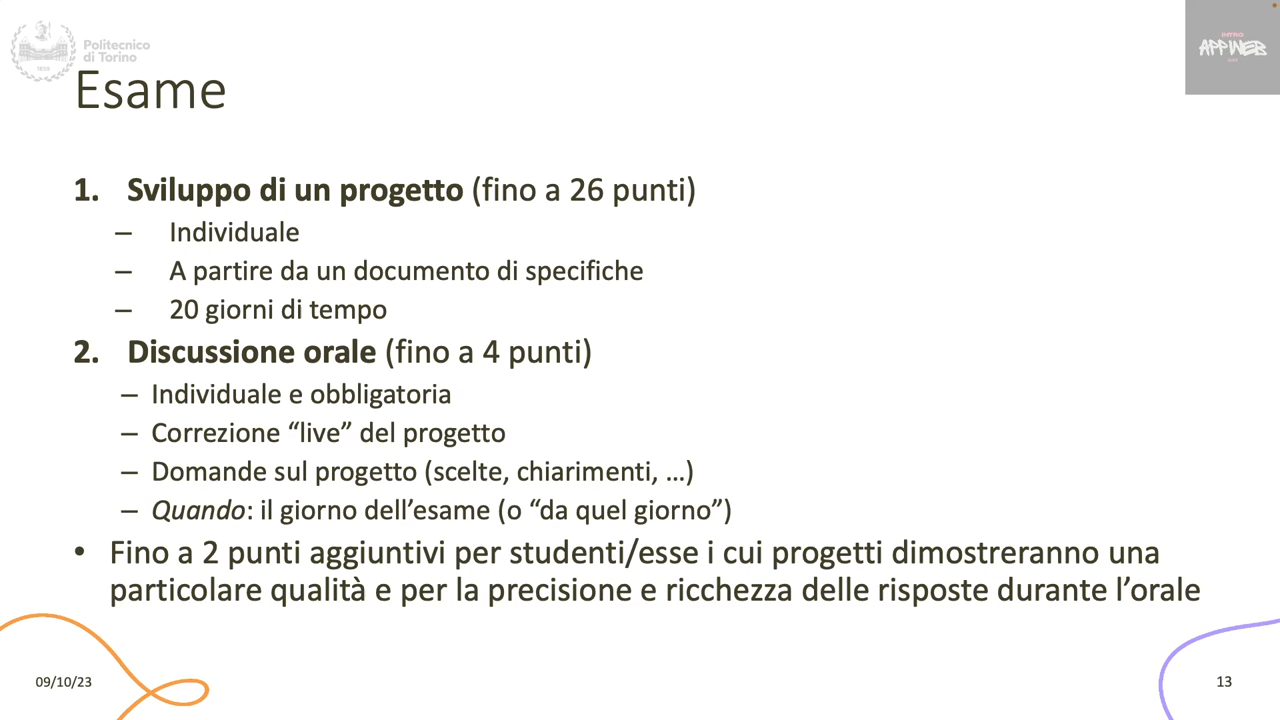 Politecnico
di Torino
1859
INTRO
APPWEB
Esame
1. Sviluppo di un progetto (fino a 26 punti)
– Individuale
– A partire da un documento di specifiche
– 20 giorni di tempo
2. Discussione orale (fino a 4 punti)
– Individuale e obbligatoria
– Correzione “live” del progetto
– Domande sul progetto (scelte, chiarimenti, …)
– Quando: il giorno dell’esame (o “da quel giorno”)
• Fino a 2 punti aggiuntivi per studenti/esse i cui progetti dimostreranno una
particolare qualità e per la precisione e ricchezza delle risposte durante l’orale
09/10/23
13